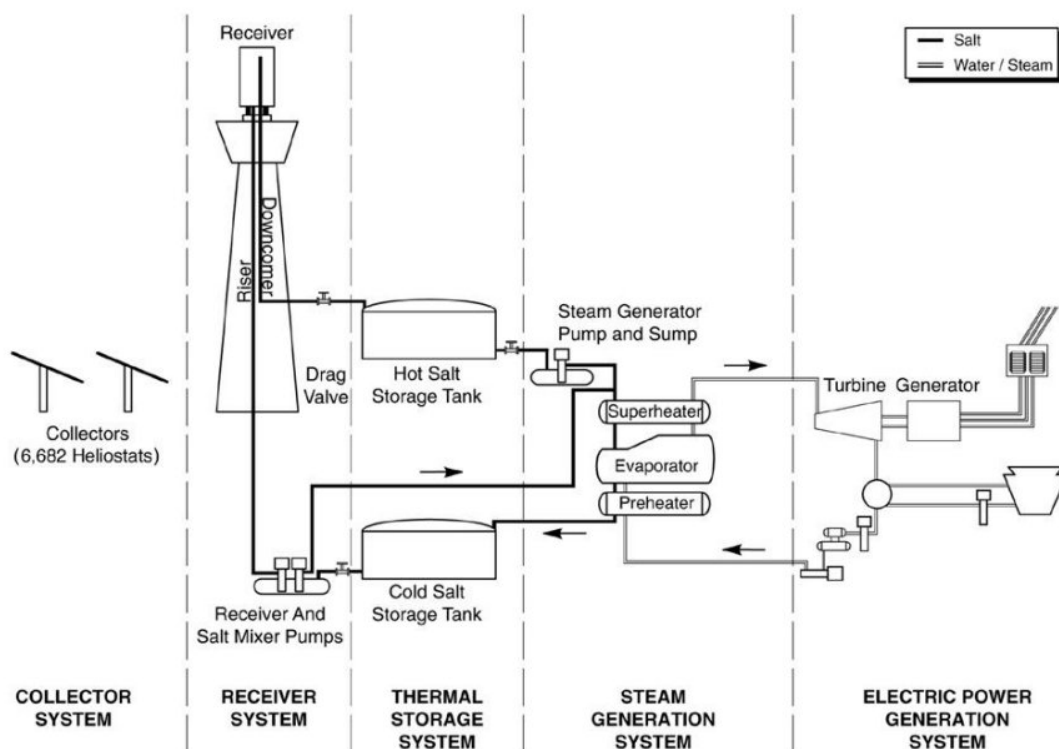 Receiver
Salt
Water / Steam
Downcomer
Riser
Steam Generator
Pump and Sump
Drag
Valve
Hot Salt
Storage Tank
Turbine Generator
Superheater
Collectors
(6,682 Heliostats)
Evaporator
Preheater
Cold Salt
Storage Tank
Receiver And
Salt Mixer Pumps
COLLECTOR
SYSTEM
RECEIVER
SYSTEM
THERMAL
STORAGE
SYSTEM
STEAM
GENERATION
SYSTEM
ELECTRIC POWER
GENERATION
SYSTEM